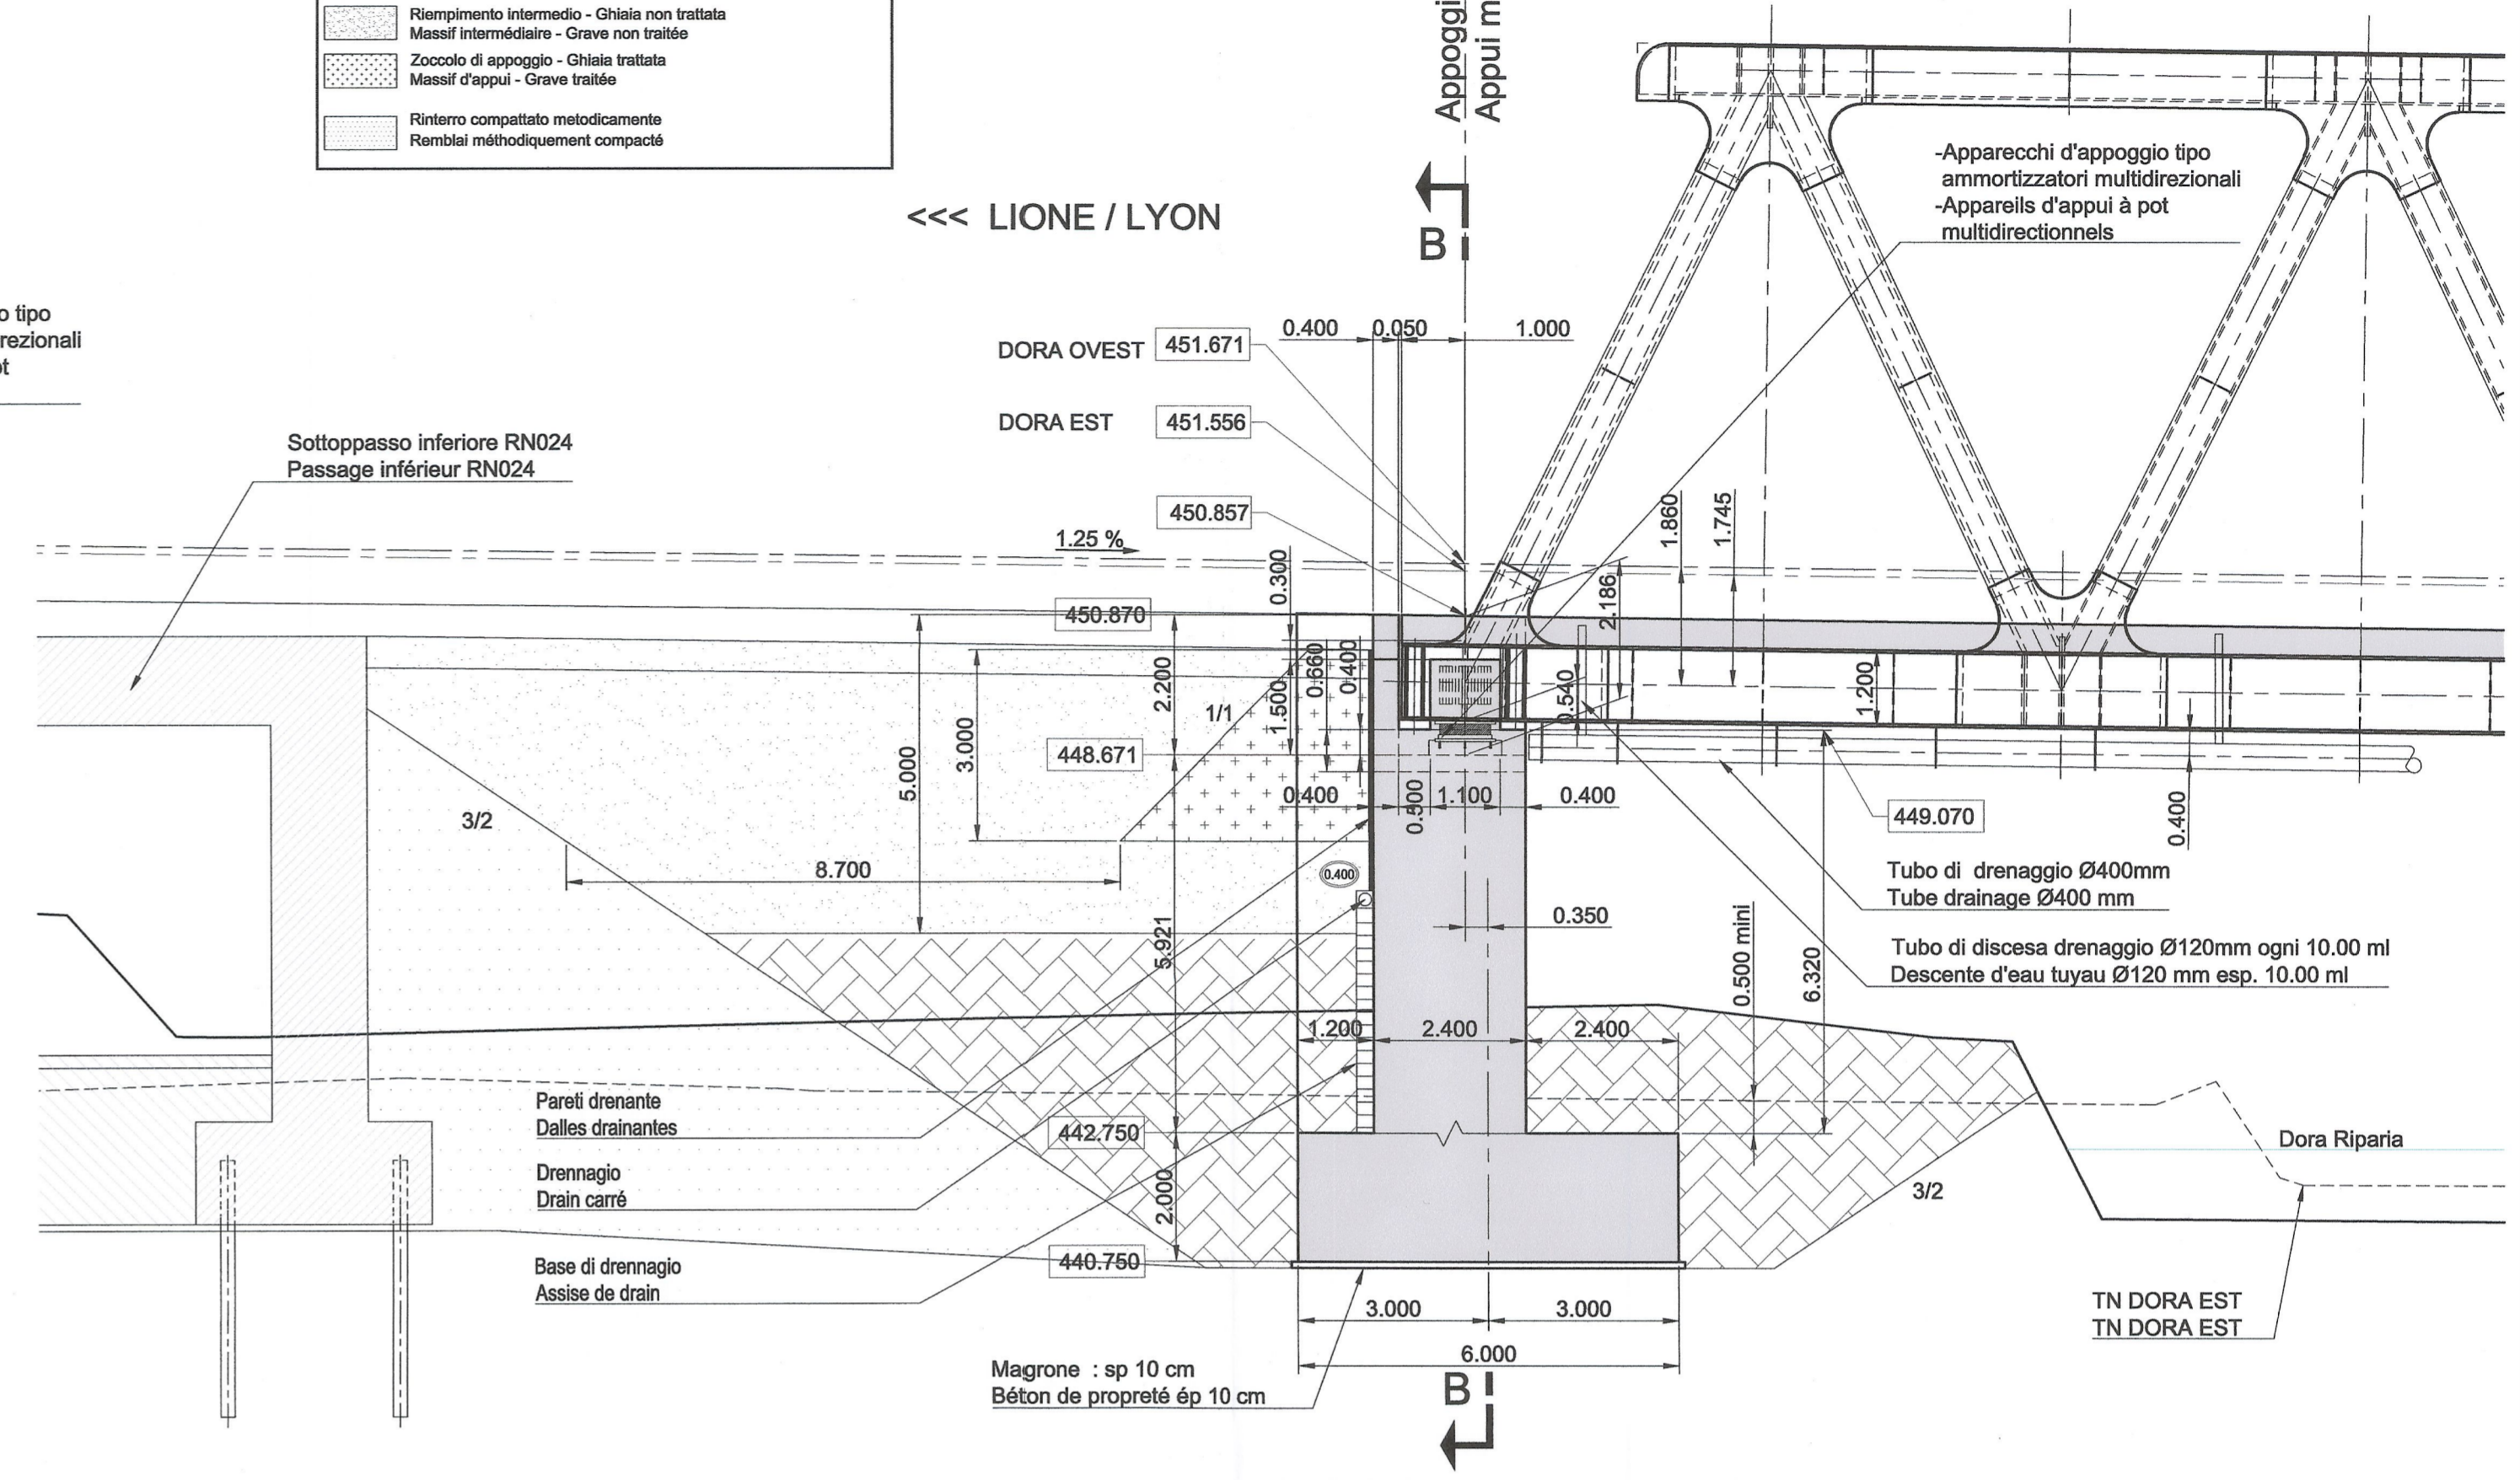 Riempimento intermedio - Ghiaia non trattata
Massif intermédiaire - Grave non traitée
Zoccolo di appoggio - Ghiaia trattata
Massif d'appui - Grave traitée
Rinterro compattato metodicamente
Remblai méthodiquement compacté
Appoggi
Appui m
-Apparecchi d'appoggio tipo
ammortizzatori multidirezionali
-Appareils d'appui à pot
multidirectionnels
<<< LIONE / LYON
B
o tipo
rezionali
ot
DORA OVEST 451.671
0.400 0.050 1.000
DORA EST 451.556
Sottoppasso inferiore RN024
Passage inférieur RN024
450.857
1.25 %
0.300
1.860
1.745
2.186
450.870
2.200
0.660
0.400
1.500
0.540
1.200
1/1
3.000
5.000
448.671
0.400
0.500
1.100
0.400
449.070
0.400
3/2
8.700
0.400
Tubo di drenaggio Ø400mm
Tube drainage Ø400 mm
0.350
5.921
0.500 mini
6.320
Tubo di discesa drenaggio Ø120mm ogni 10.00 ml
Descente d'eau tuyau Ø120 mm esp. 10.00 ml
1.200 2.400 2.400
Pareti drenante
Dalles drainantes
442.750
Dora Riparia
Drennagio
Drain carré
2.000
3/2
Base di drennagio
Assise de drain
440.750
3.000 3.000
TN DORA EST
TN DORA EST
6.000
Magrone : sp 10 cm
Béton de propreté ép 10 cm
B